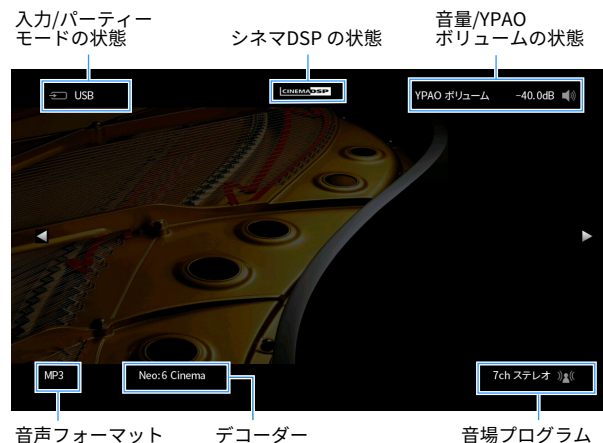 入力/パーティー
モードの状態
シネマDSP の状態
音量/YPAO
ボリュームの状態
USB
CINEMA DSP
YPAO ボリューム -40.0dB
MP3
Neo:6 Cinema
7ch ステレオ
音声フォーマット
デコーダー
音場プログラム